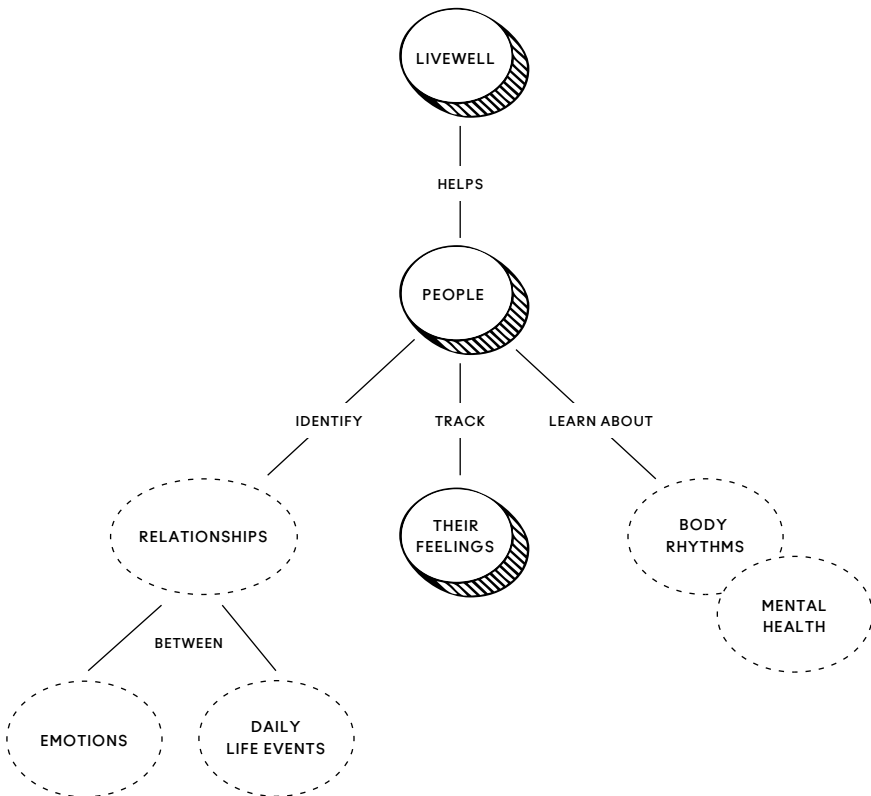 LIVEWELL
HELPS
PEOPLE
IDENTIFY
TRACK
LEARN ABOUT
RELATIONSHIPS
THEIR
FEELINGS
BODY
RHYTHMS
MENTAL
HEALTH
BETWEEN
EMOTIONS
DAILY
LIFE EVENTS